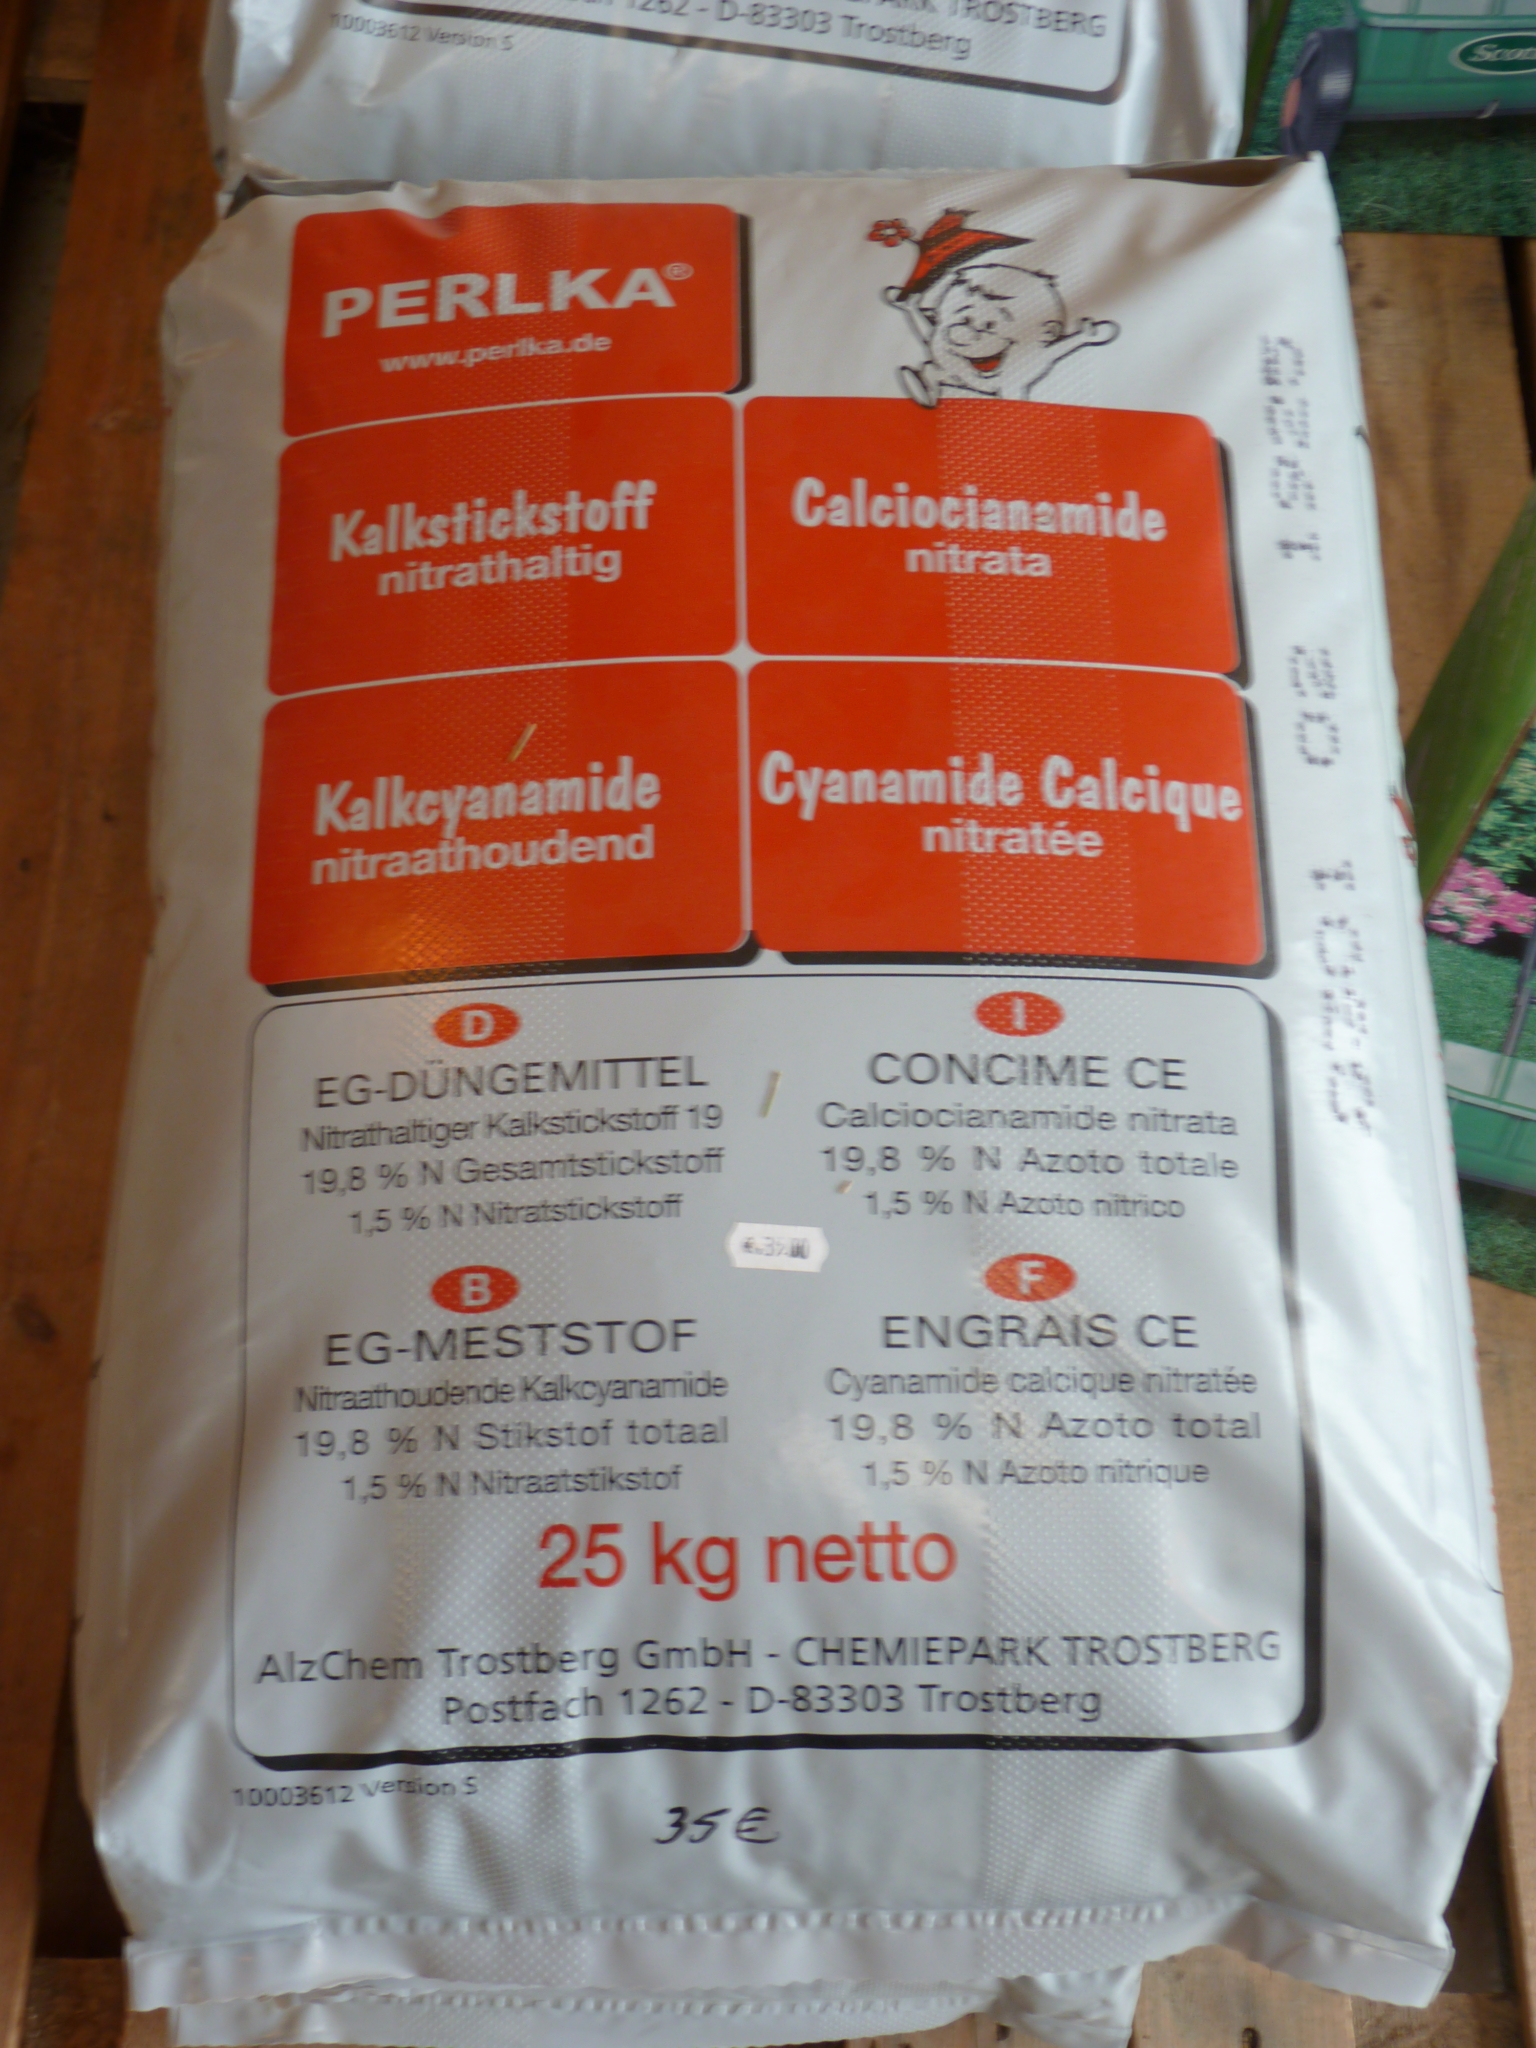 TROSTBERG
1262 - D-83303 Trostberg
10003612 Version 5
PERLKA®
www.perlka.de
Kalkstickstoff
nitrathaltig
Calciocianamide
nitrata
Kalkcyanamide
nitraathoudend
Cyanamide Calcique
nitratée
D
EG-DÜNGEMITTEL
Nitrathaltiger Kalkstickstoff 19
19,8 % N Gesamtstickstoff
1,5 % N Nitratstickstoff
I
CONCIME CE
Calciocianamide nitrata
19,8 % N Azoto totale
1,5 % N Azoto nitrico
B
EG-MESTSTOF
Nitraathoudende Kalkcyanamide
19,8 % N Stikstof totaal
1,5 % N Nitraatstikstof
F
ENGRAIS CE
Cyanamide calcique nitratée
19,8 % N Azoto total
1,5 % N Azoto nitrique
25 kg netto
AlzChem Trostberg GmbH - CHEMIEPARK TROSTBERG
Postfach 1262 - D-83303 Trostberg
10003612 Version 5
35 €